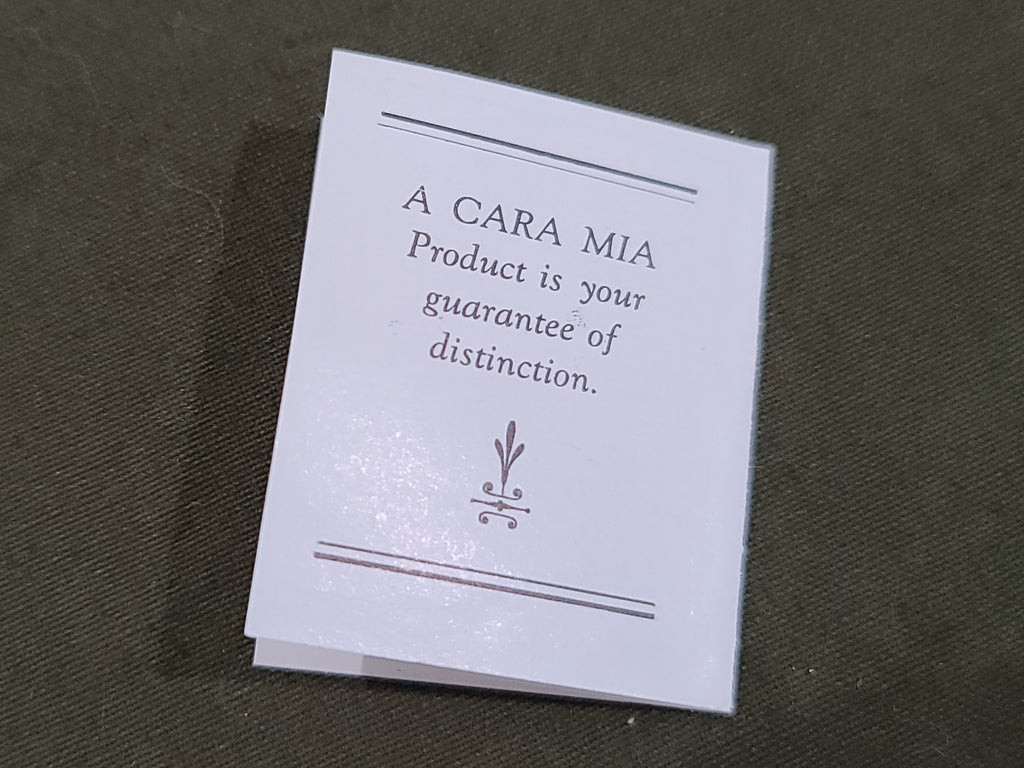 A CARA MIA
Product is your
guarantee of
distinction.